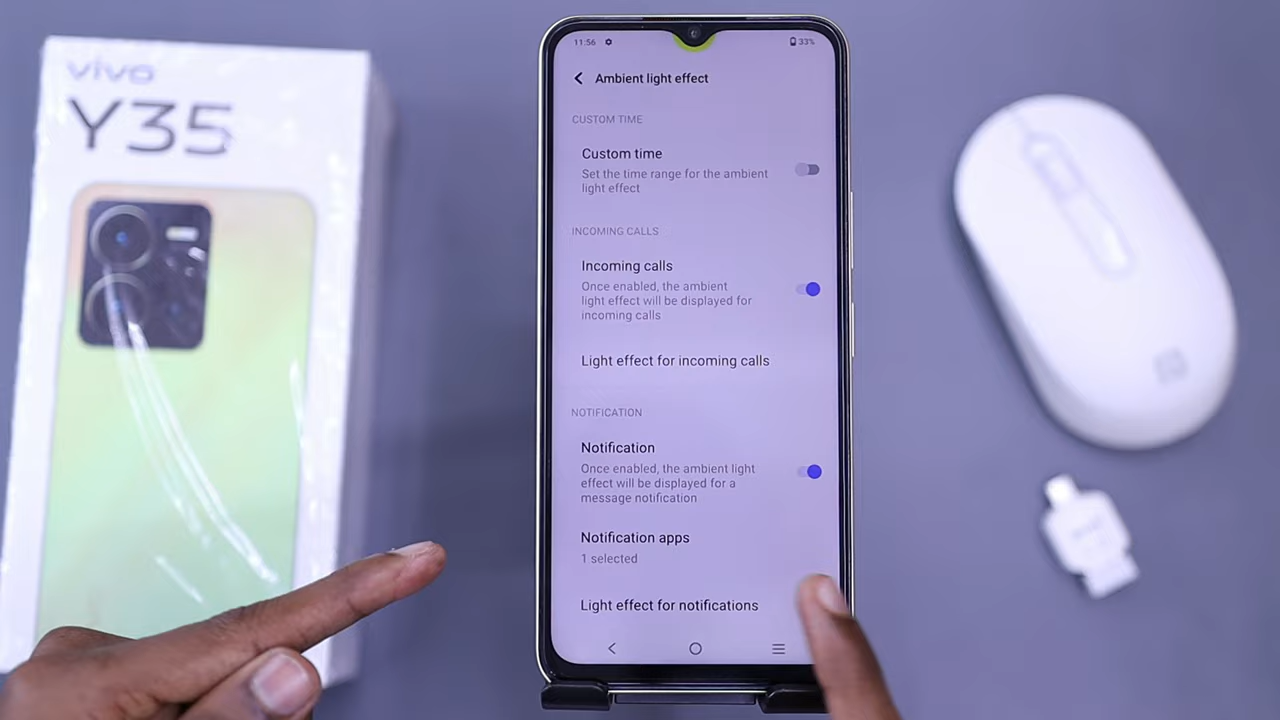 vivo
Y35
11:56
33%
Ambient light effect
CUSTOM TIME
Custom time
Set the time range for the ambient
light effect
INCOMING CALLS
Incoming calls
Once enabled, the ambient
light effect will be displayed for
incoming calls
Light effect for incoming calls
NOTIFICATION
Notification
Once enabled, the ambient light
effect will be displayed for a
message notification
Notification apps
1 selected
Light effect for notifications